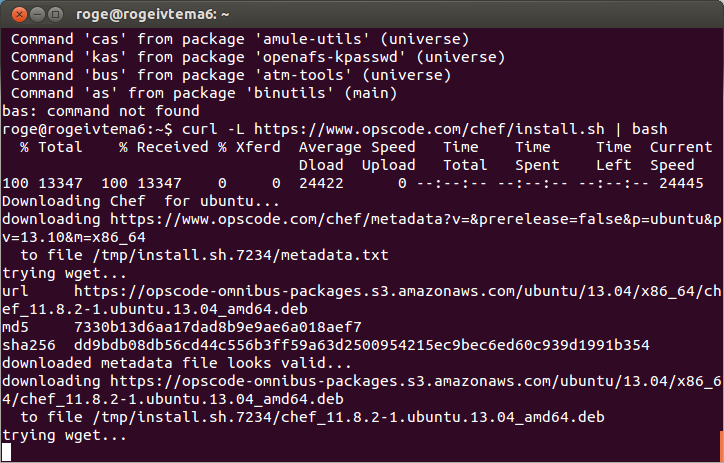 roge@rogeivtema6: ~
Command 'cas' from package 'amule-utils' (universe)
Command 'kas' from package 'openafs-kpasswd' (universe)
Command 'bus' from package 'atm-tools' (universe)
Command 'as' from package 'binutils' (main)
bas: command not found
roge@rogeivtema6:~$ curl -L https://www.opscode.com/chef/install.sh | bash
  % Total    % Received % Xferd  Average Speed   Time    Time     Time  Current
                                 Dload  Upload   Total   Spent    Left  Speed
100 13347  100 13347    0     0  24422      0 --:--:-- --:--:-- --:--:-- 24445
Downloading Chef  for ubuntu...
downloading https://www.opscode.com/chef/metadata?v=&prerelease=false&p=ubuntu&p
v=13.10&m=x86_64
  to file /tmp/install.sh.7234/metadata.txt
trying wget...
url     https://opscode-omnibus-packages.s3.amazonaws.com/ubuntu/13.04/x86_64/ch
ef_11.8.2-1.ubuntu.13.04_amd64.deb
md5     7330b13d6aa17dad8b9e9ae6a018aef7
sha256  dd9bdb08db56cd44c556b3ff59a63d2500954215ec9bec6ed60c939d1991b354
downloaded metadata file looks valid...
downloading https://opscode-omnibus-packages.s3.amazonaws.com/ubuntu/13.04/x86_6
4/chef_11.8.2-1.ubuntu.13.04_amd64.deb
  to file /tmp/install.sh.7234/chef_11.8.2-1.ubuntu.13.04_amd64.deb
trying wget...